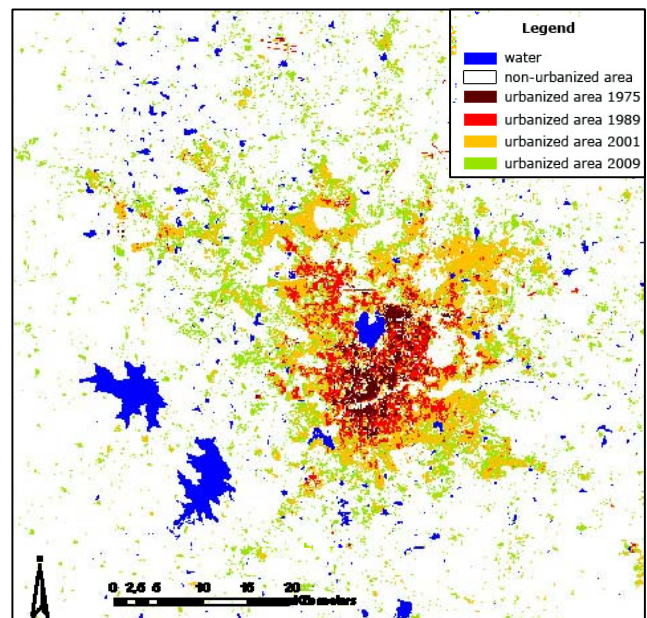 Legend
water
non-urbanized area
urbanized area 1975
urbanized area 1989
urbanized area 2001
urbanized area 2009
0 2,5 5 10 15 20
Kilometers